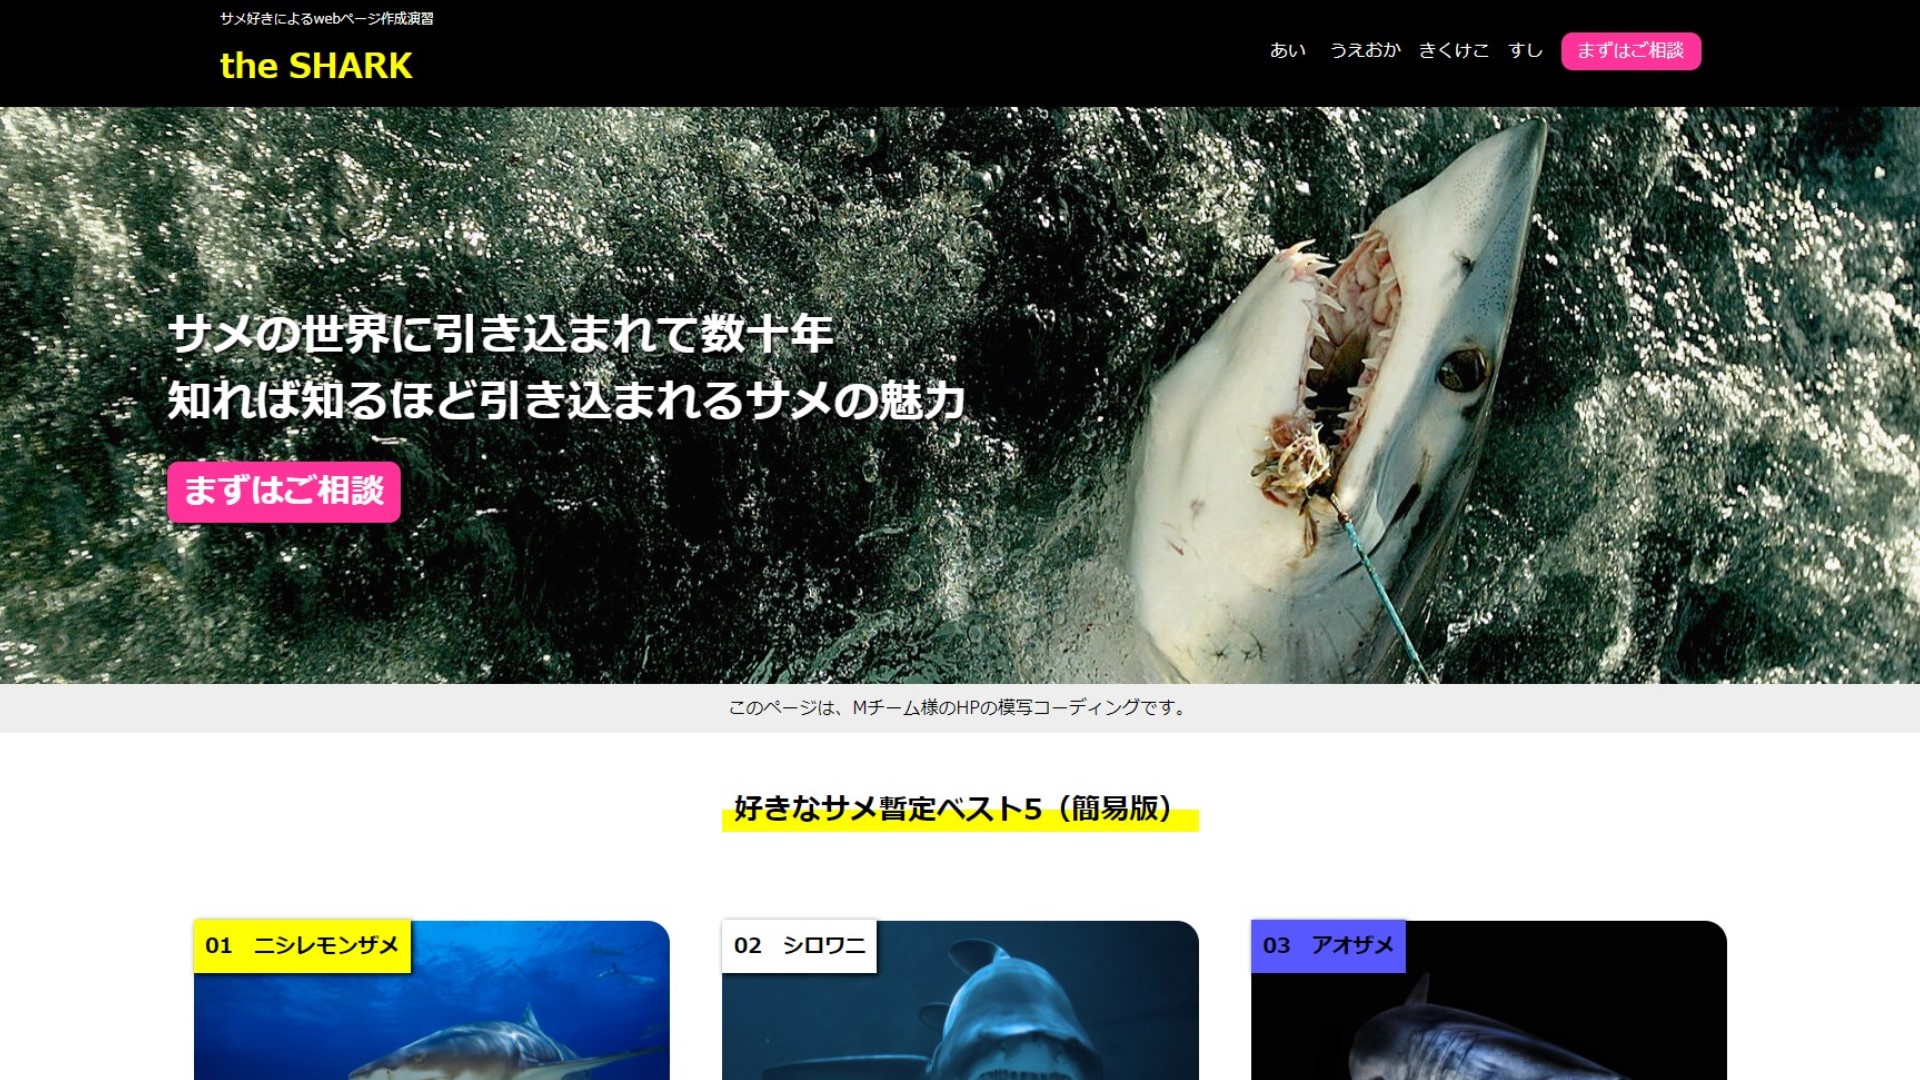 サメ好きによるwebページ作成演習
the SHARK
あい うえおか きくけこ すし まずはご相談
サメの世界に引き込まれて数十年
知れば知るほど引き込まれるサメの魅力
まずはご相談
このページは、Mチーム様のHPの模写コーディングです。
好きなサメ暫定ベスト5（簡易版）
01　ニシレモンザメ
02　シロワニ
03　アオザメ